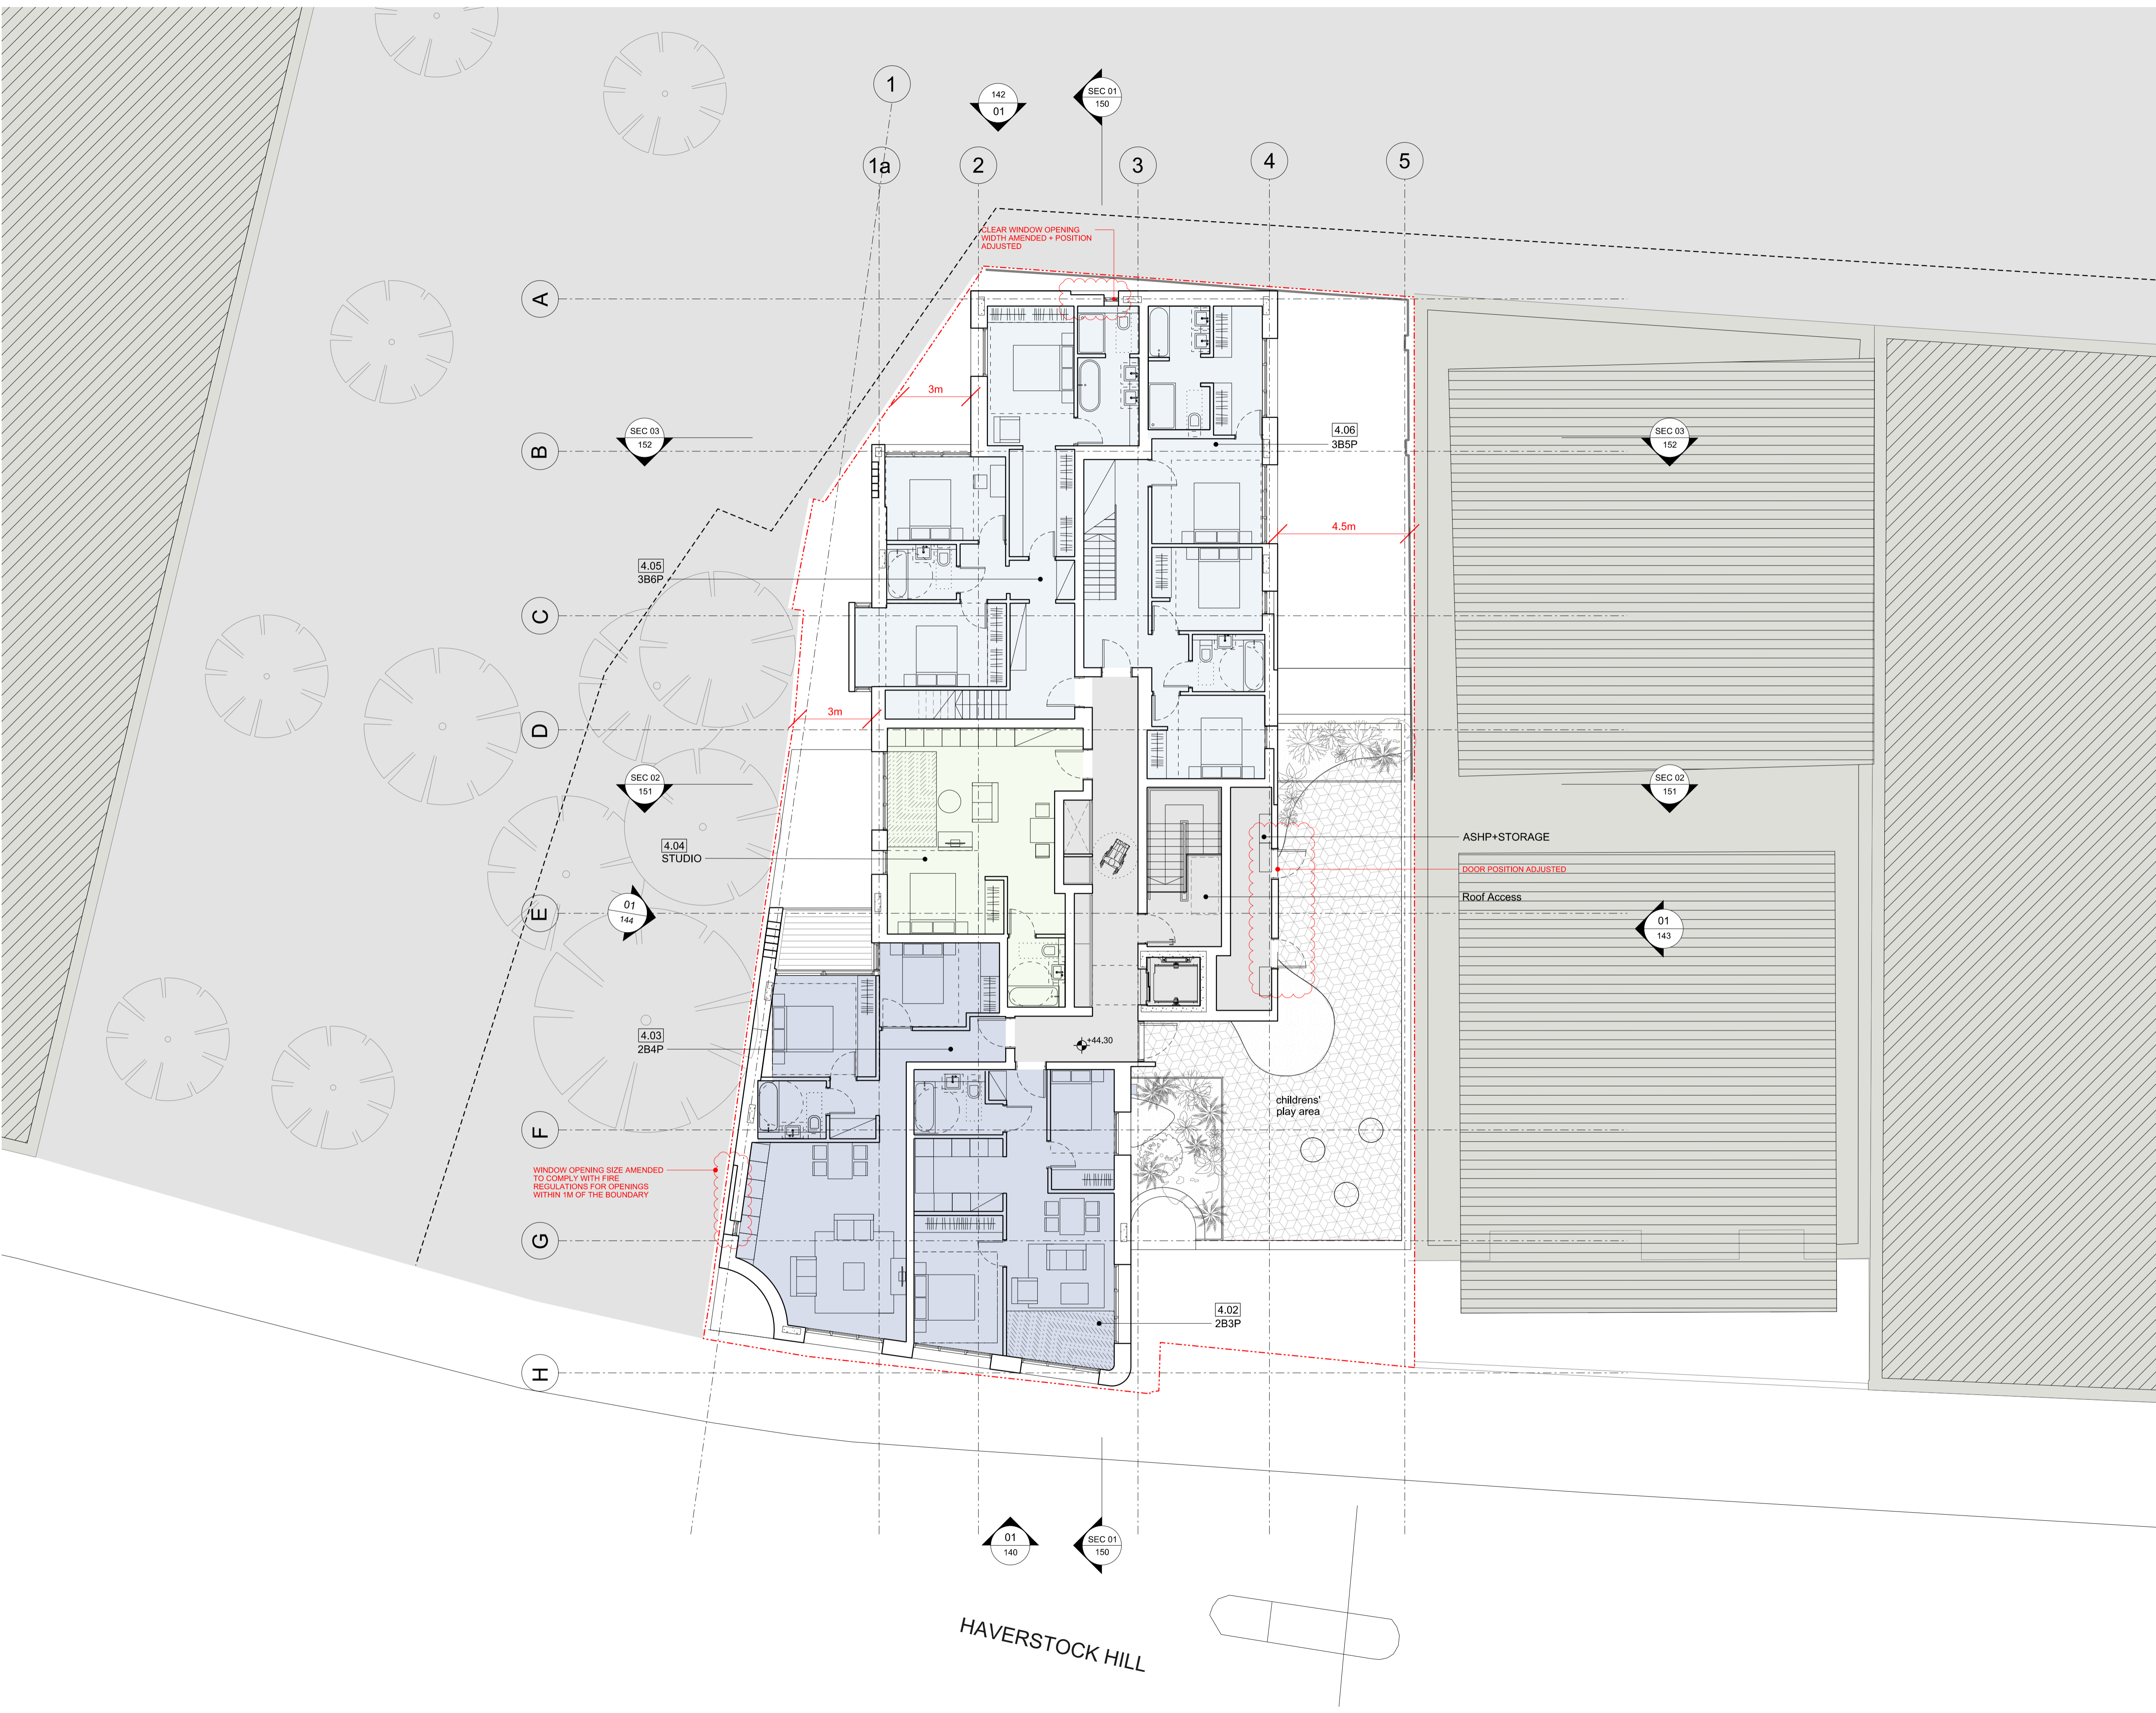 1
142
01
SEC 01
150
1a
2
3
4
5
CLEAR WINDOW OPENING
WIDTH AMENDED + POSITION
ADJUSTED
A
3m
B
SEC 03
152
4.06
3B5P
SEC 03
152
4.5m
4.05
3B6P
C
3m
D
SEC 02
151
SEC 02
151
4.04
STUDIO
ASHP+STORAGE
DOOR POSITION ADJUSTED
Roof Access
E
01
144
01
143
4.03
2B4P
+44.30
childrens'
play area
F
WINDOW OPENING SIZE AMENDED
TO COMPLY WITH FIRE
REGULATIONS FOR OPENINGS
WITHIN 1M OF THE BOUNDARY
G
4.02
2B3P
H
01
140
SEC 01
150
HAVERSTOCK HILL